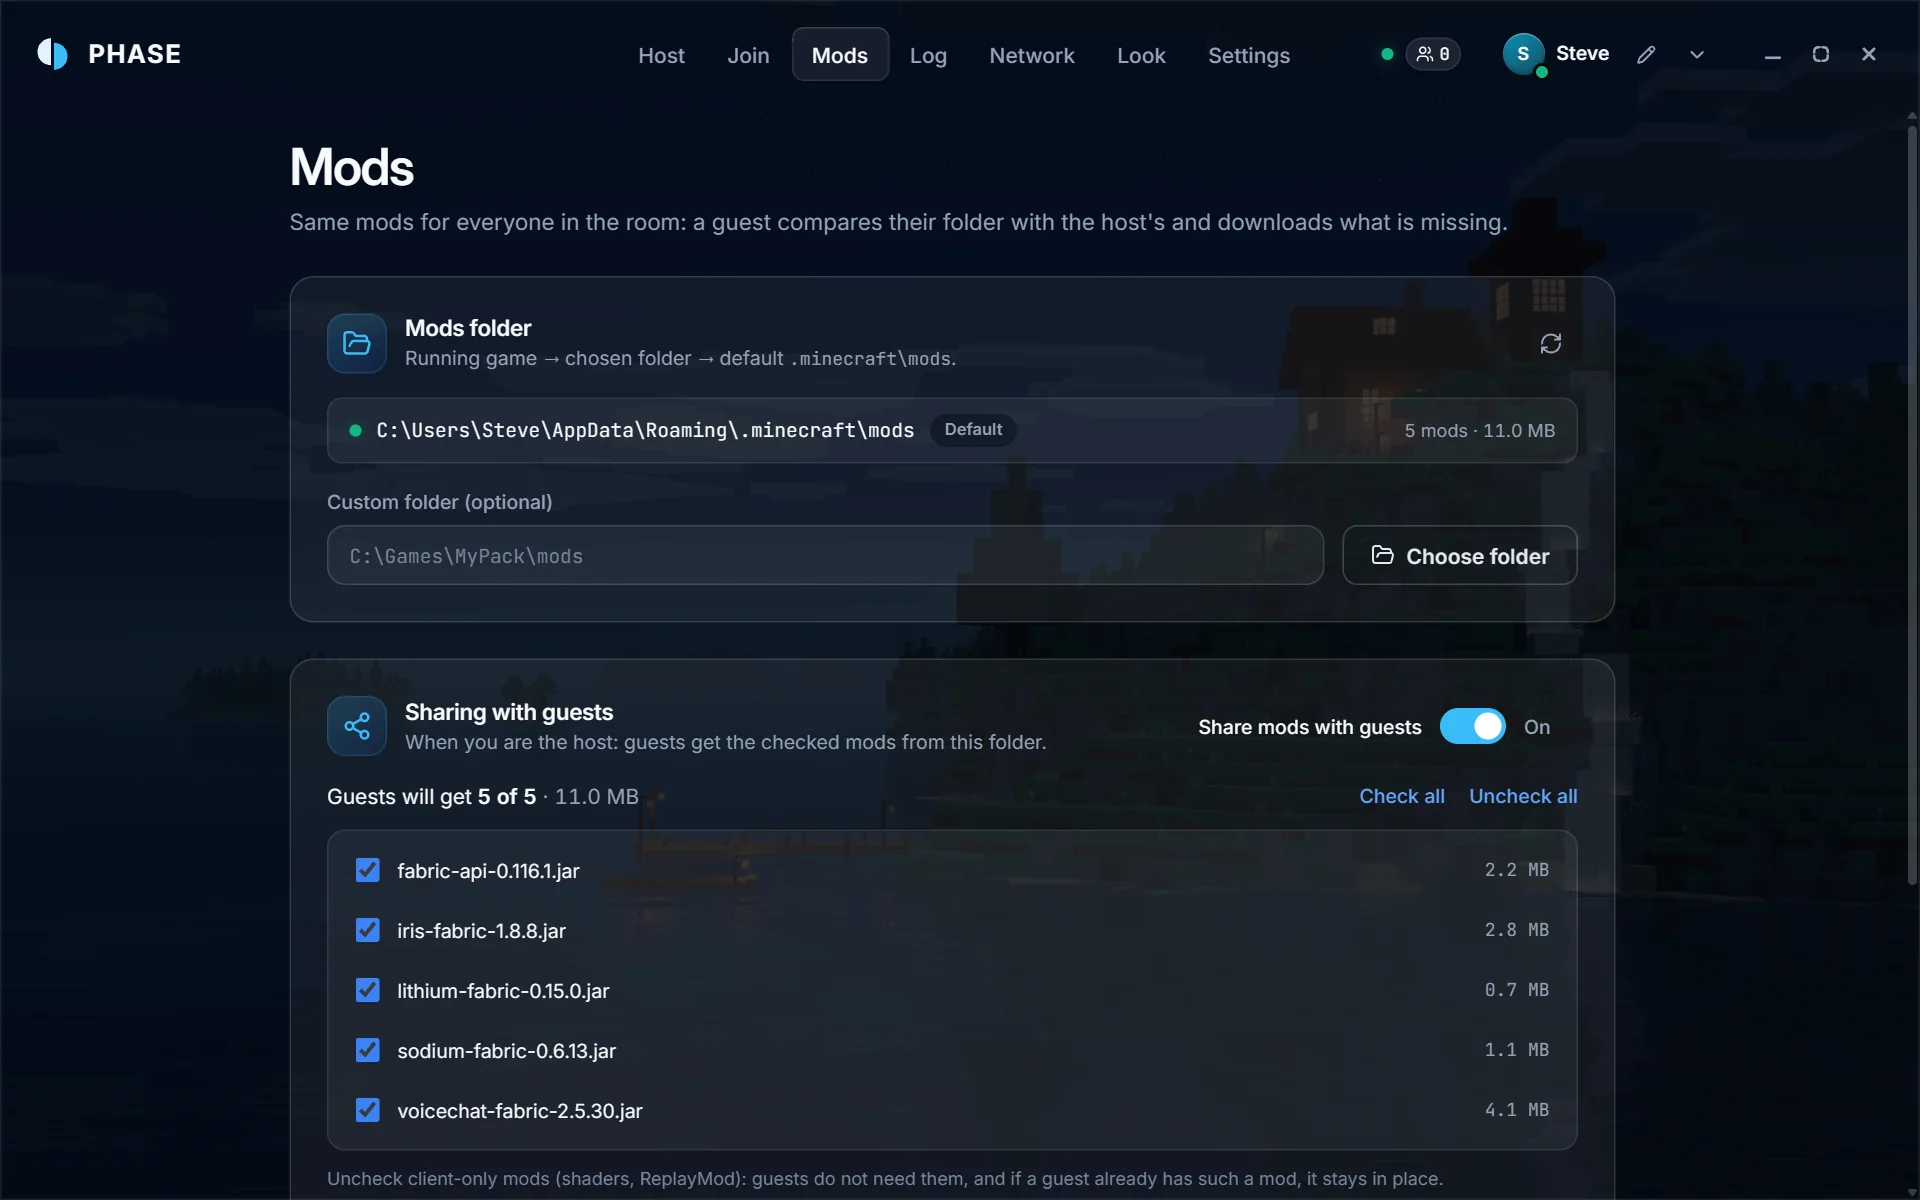 PHASE
Host
Join
Mods
Log
Network
Look
Settings
0
S
Steve
Mods
Same mods for everyone in the room: a guest compares their folder with the host's and downloads what is missing.
Mods folder
Running game → chosen folder → default .minecraft\mods.
C:\Users\Steve\AppData\Roaming\.minecraft\mods
Default
5 mods · 11.0 MB
Custom folder (optional)
C:\Games\MyPack\mods
Choose folder
Sharing with guests
When you are the host: guests get the checked mods from this folder.
Share mods with guests
On
Guests will get 5 of 5 · 11.0 MB
Check all
Uncheck all
fabric-api-0.116.1.jar
2.2 MB
iris-fabric-1.8.8.jar
2.8 MB
lithium-fabric-0.15.0.jar
0.7 MB
sodium-fabric-0.6.13.jar
1.1 MB
voicechat-fabric-2.5.30.jar
4.1 MB
Uncheck client-only mods (shaders, ReplayMod): guests do not need them, and if a guest already has such a mod, it stays in place.